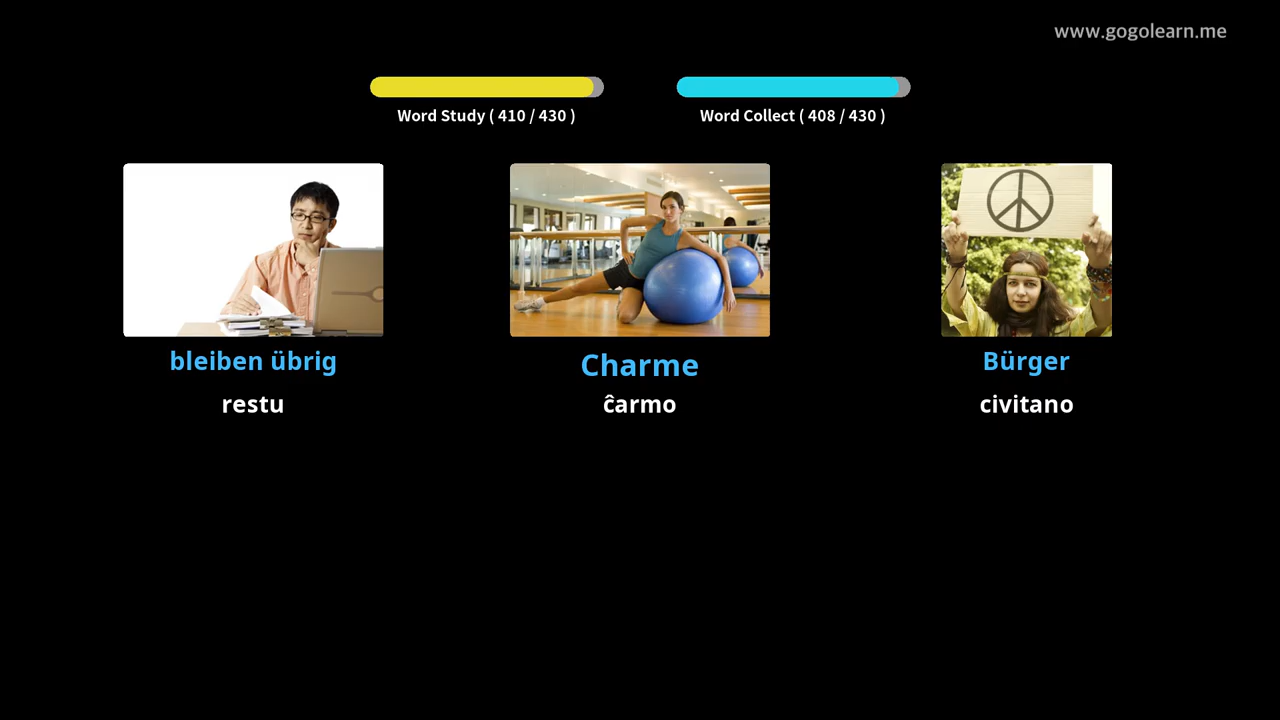 www.gogolearn.me
Word Study ( 410 / 430 )
Word Collect ( 408 / 430 )
bleiben übrig
restu
Charme
ĉarmo
Bürger
civitano